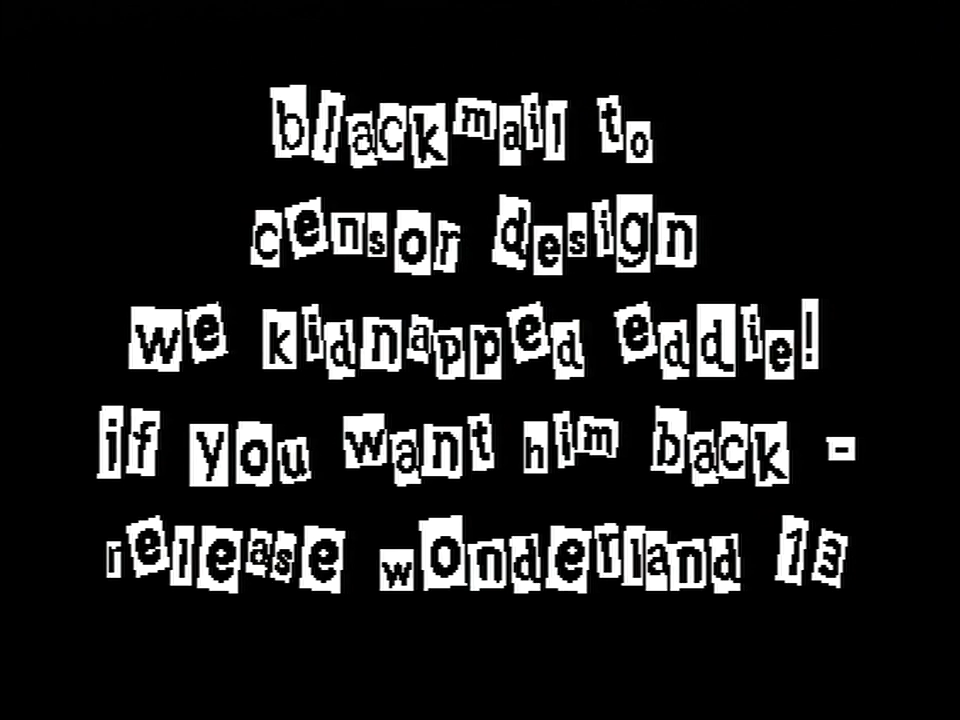 blackmail to
censor design
we kidnapped eddie!
if you want him back -
release wonderland 13